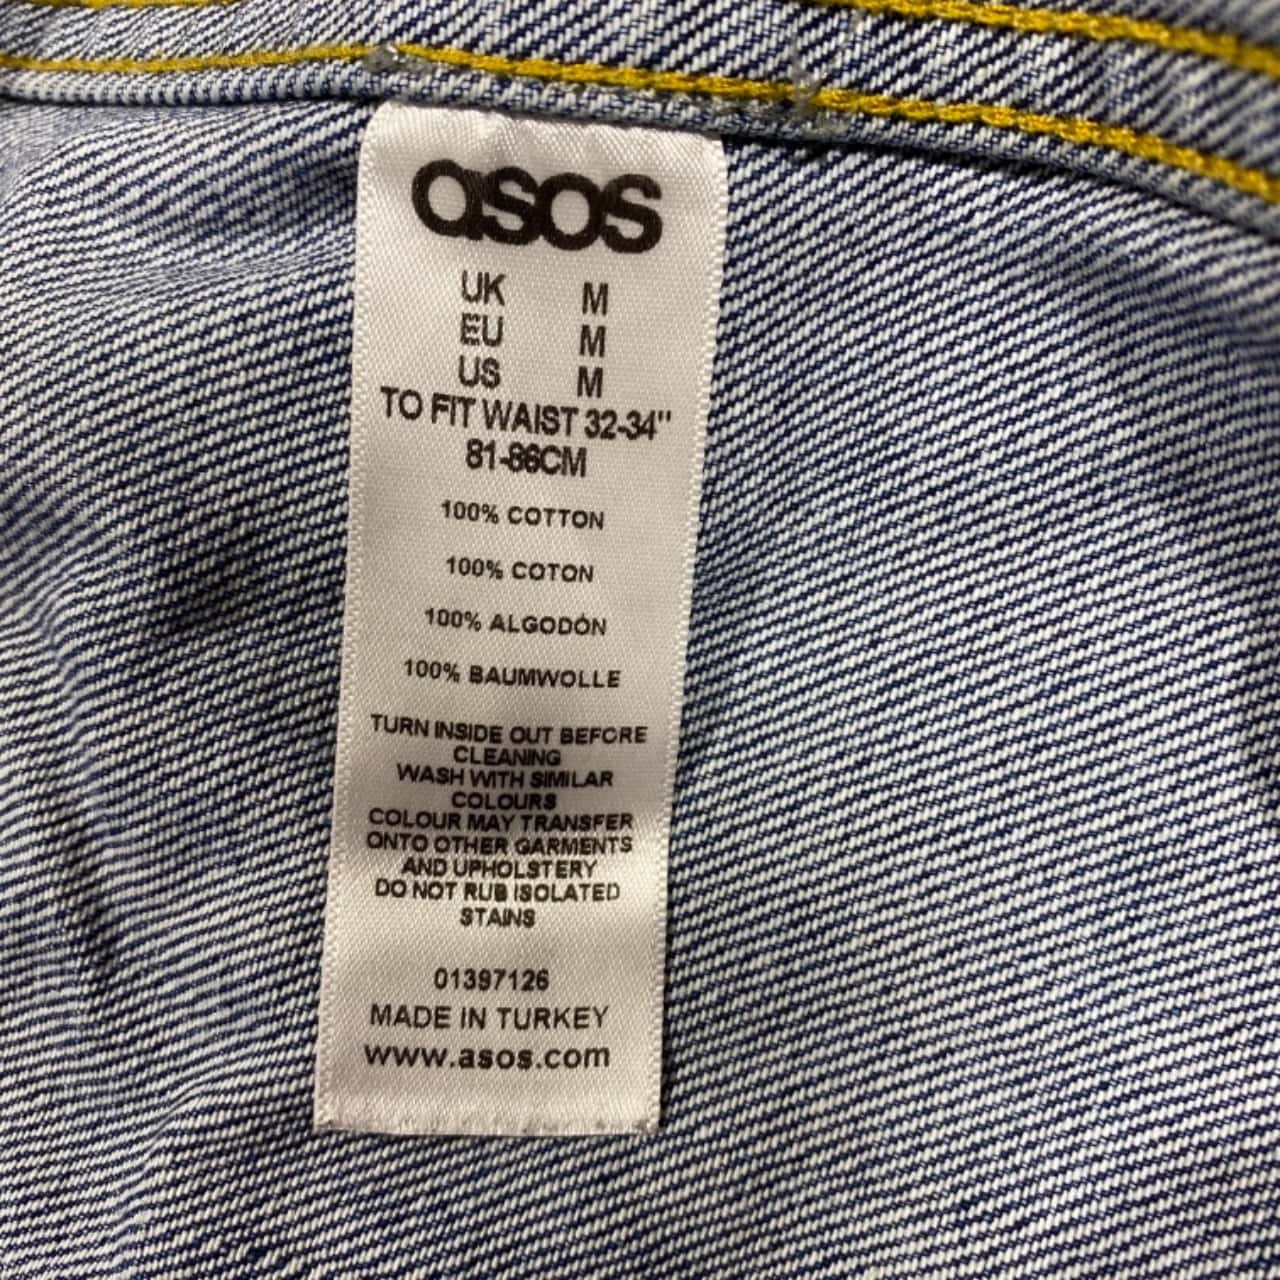 asos
UK M
EU M
US M
TO FIT WAIST 32-34"
81-86CM
100% COTTON
100% COTON
100% ALGODÓN
100% BAUMWOLLE
TURN INSIDE OUT BEFORE
CLEANING
WASH WITH SIMILAR
COLOURS
COLOUR MAY TRANSFER
ONTO OTHER GARMENTS
AND UPHOLSTERY
DO NOT RUB ISOLATED
STAINS
01397126
MADE IN TURKEY
www.asos.com